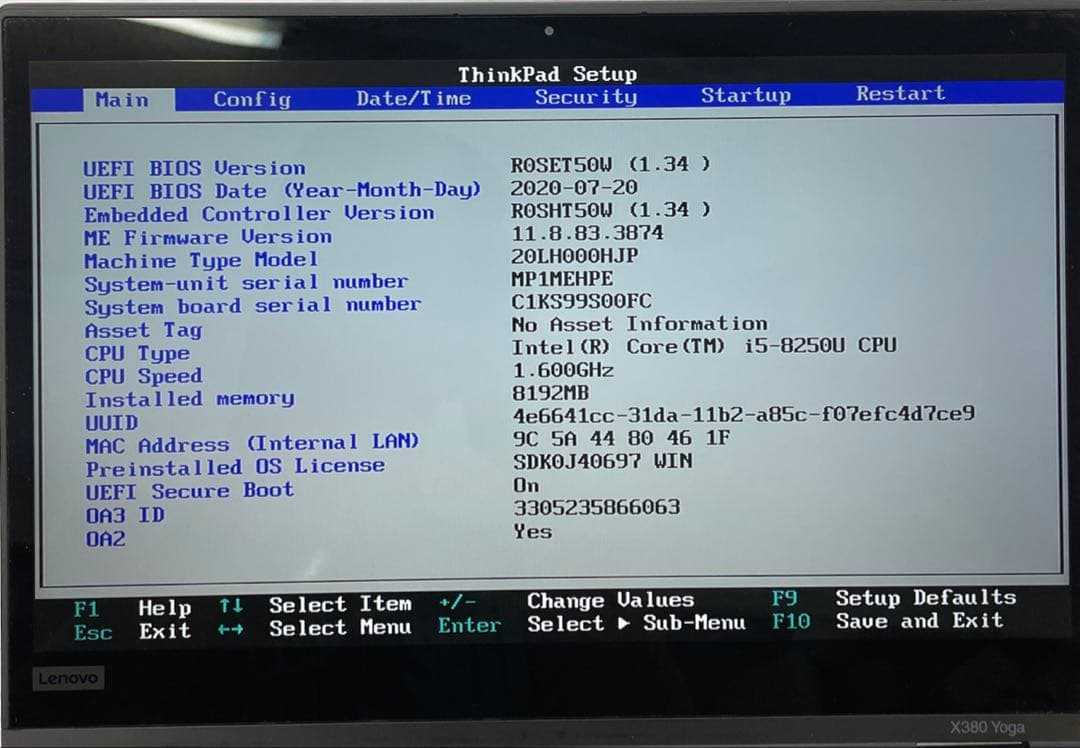 ThinkPad Setup
Main Config Date/Time Security Startup Restart
UEFI BIOS Version R0SET50W (1.34 )
UEFI BIOS Date (Year-Month-Day) 2020-07-20
Embedded Controller Version R0SHT50W (1.34 )
ME Firmware Version 11.8.83.3874
Machine Type Model 20LH000HJP
System-unit serial number MP1MEHPE
System board serial number C1KS99S00FC
Asset Tag No Asset Information
CPU Type Intel(R) Core(TM) i5-8250U CPU
CPU Speed 1.600GHz
Installed memory 8192MB
UUID 4e6641cc-31da-11b2-a85c-f07efc4d7ce9
MAC Address (Internal LAN) 9C 5A 44 80 46 1F
Preinstalled OS License SDK0J40697 WIN
UEFI Secure Boot On
OA3 ID 3305235866063
OA2 Yes
F1 Help ↑↓ Select Item +/- Change Values F9 Setup Defaults
Esc Exit ↔ Select Menu Enter Select ▶ Sub-Menu F10 Save and Exit
Lenovo
X380 Yoga